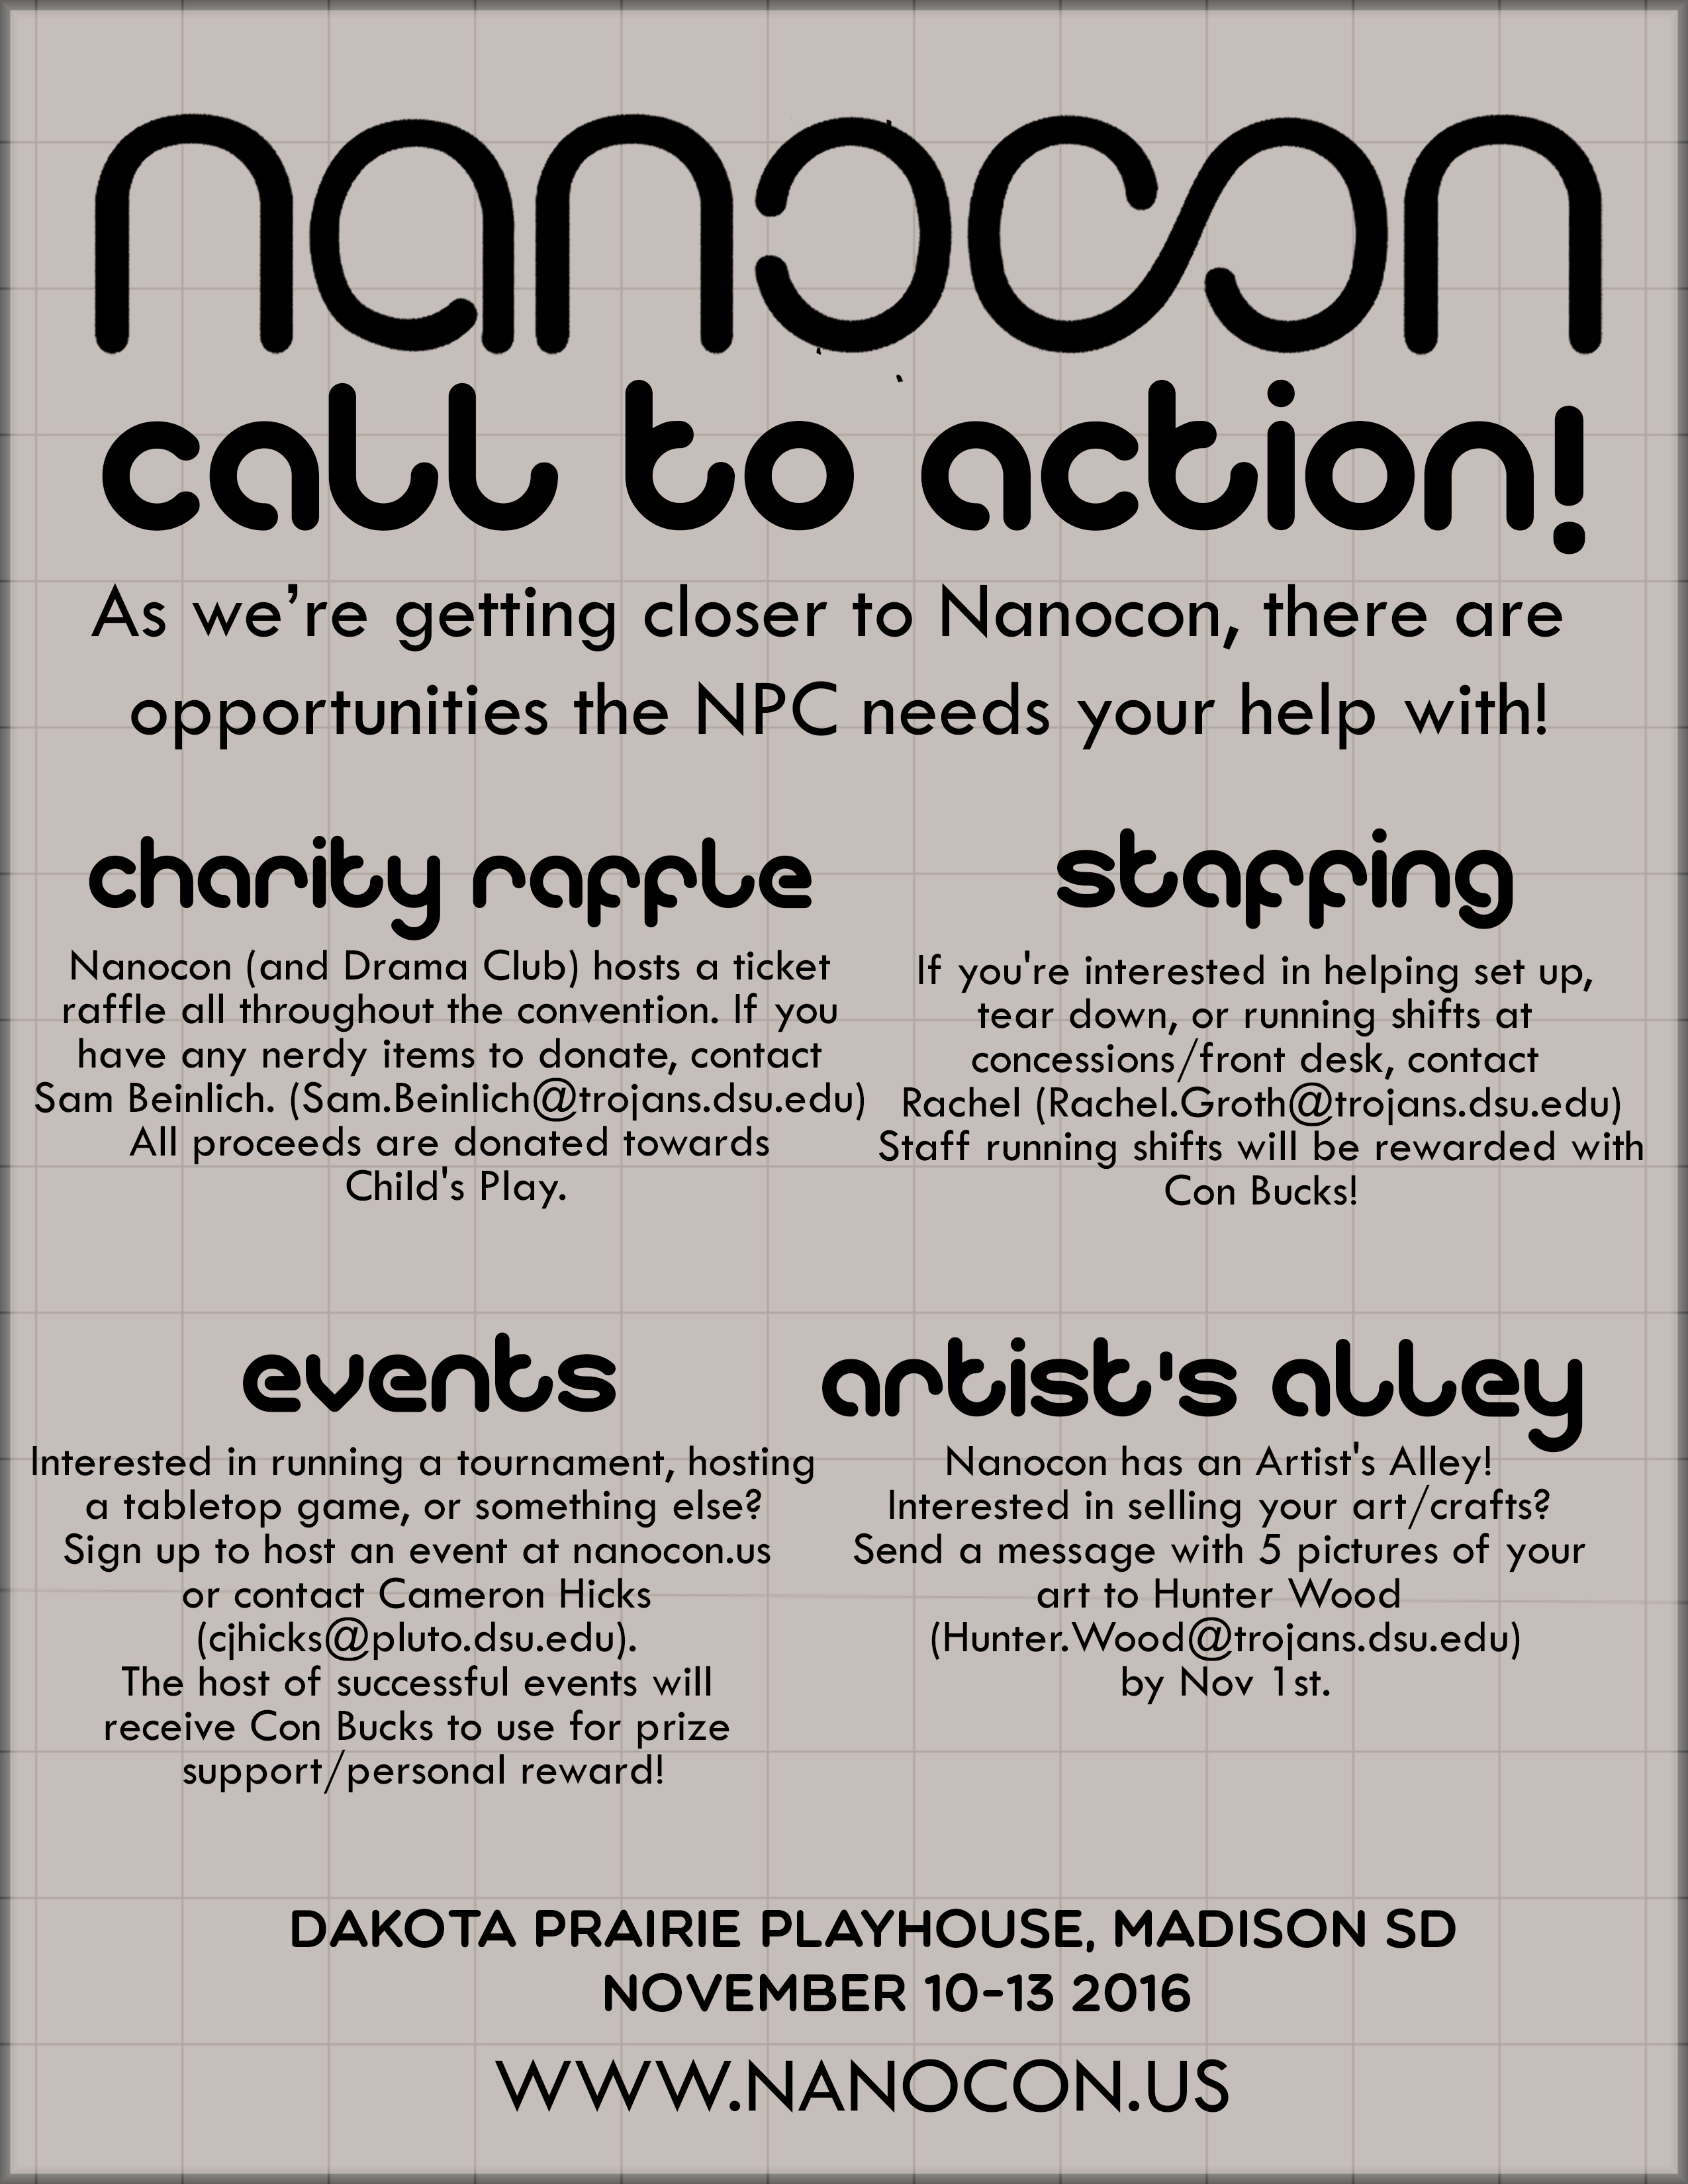 nanocon
call to action!
As we're getting closer to Nanocon, there are
opportunities the NPC needs your help with!
charity raffle
Nanocon (and Drama Club) hosts a ticket
raffle all throughout the convention. If you
have any nerdy items to donate, contact
Sam Beinlich. (Sam.Beinlich@trojans.dsu.edu)
All proceeds are donated towards
Child's Play.
staffing
If you're interested in helping set up,
tear down, or running shifts at
concessions/front desk, contact
Rachel (Rachel.Groth@trojans.dsu.edu)
Staff running shifts will be rewarded with
Con Bucks!
events
Interested in running a tournament, hosting
a tabletop game, or something else?
Sign up to host an event at nanocon.us
or contact Cameron Hicks
(cjhicks@pluto.dsu.edu).
The host of successful events will
receive Con Bucks to use for prize
support/personal reward!
artist's alley
Nanocon has an Artist's Alley!
Interested in selling your art/crafts?
Send a message with 5 pictures of your
art to Hunter Wood
(Hunter.Wood@trojans.dsu.edu)
by Nov 1st.
DAKOTA PRAIRIE PLAYHOUSE, MADISON SD
NOVEMBER 10-13 2016
WWW.NANOCON.US